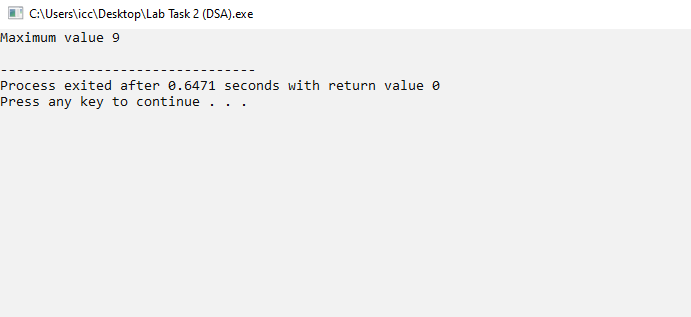 C:\Users\icc\Desktop\Lab Task 2 (DSA).exe
Maximum value 9
--------------------------------
Process exited after 0.6471 seconds with return value 0
Press any key to continue . . .